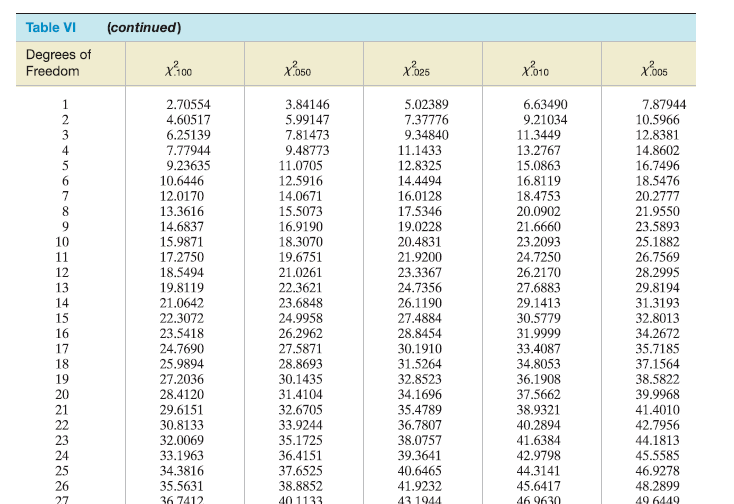 Table VI (continued)
Degrees of
Freedom χ².100 χ².050 χ².025 χ².010 χ².005
1 2.70554 3.84146 5.02389 6.63490 7.87944
2 4.60517 5.99147 7.37776 9.21034 10.5966
3 6.25139 7.81473 9.34840 11.3449 12.8381
4 7.77944 9.48773 11.1433 13.2767 14.8602
5 9.23635 11.0705 12.8325 15.0863 16.7496
6 10.6446 12.5916 14.4494 16.8119 18.5476
7 12.0170 14.0671 16.0128 18.4753 20.2777
8 13.3616 15.5073 17.5346 20.0902 21.9550
9 14.6837 16.9190 19.0228 21.6660 23.5893
10 15.9871 18.3070 20.4831 23.2093 25.1882
11 17.2750 19.6751 21.9200 24.7250 26.7569
12 18.5494 21.0261 23.3367 26.2170 28.2995
13 19.8119 22.3621 24.7356 27.6883 29.8194
14 21.0642 23.6848 26.1190 29.1413 31.3193
15 22.3072 24.9958 27.4884 30.5779 32.8013
16 23.5418 26.2962 28.8454 31.9999 34.2672
17 24.7690 27.5871 30.1910 33.4087 35.7185
18 25.9894 28.8693 31.5264 34.8053 37.1564
19 27.2036 30.1435 32.8523 36.1908 38.5822
20 28.4120 31.4104 34.1696 37.5662 39.9968
21 29.6151 32.6705 35.4789 38.9321 41.4010
22 30.8133 33.9244 36.7807 40.2894 42.7956
23 32.0069 35.1725 38.0757 41.6384 44.1813
24 33.1963 36.4151 39.3641 42.9798 45.5585
25 34.3816 37.6525 40.6465 44.3141 46.9278
26 35.5631 38.8852 41.9232 45.6417 48.2899
27 36.7412 40.1133 43.1944 46.9630 49.6449